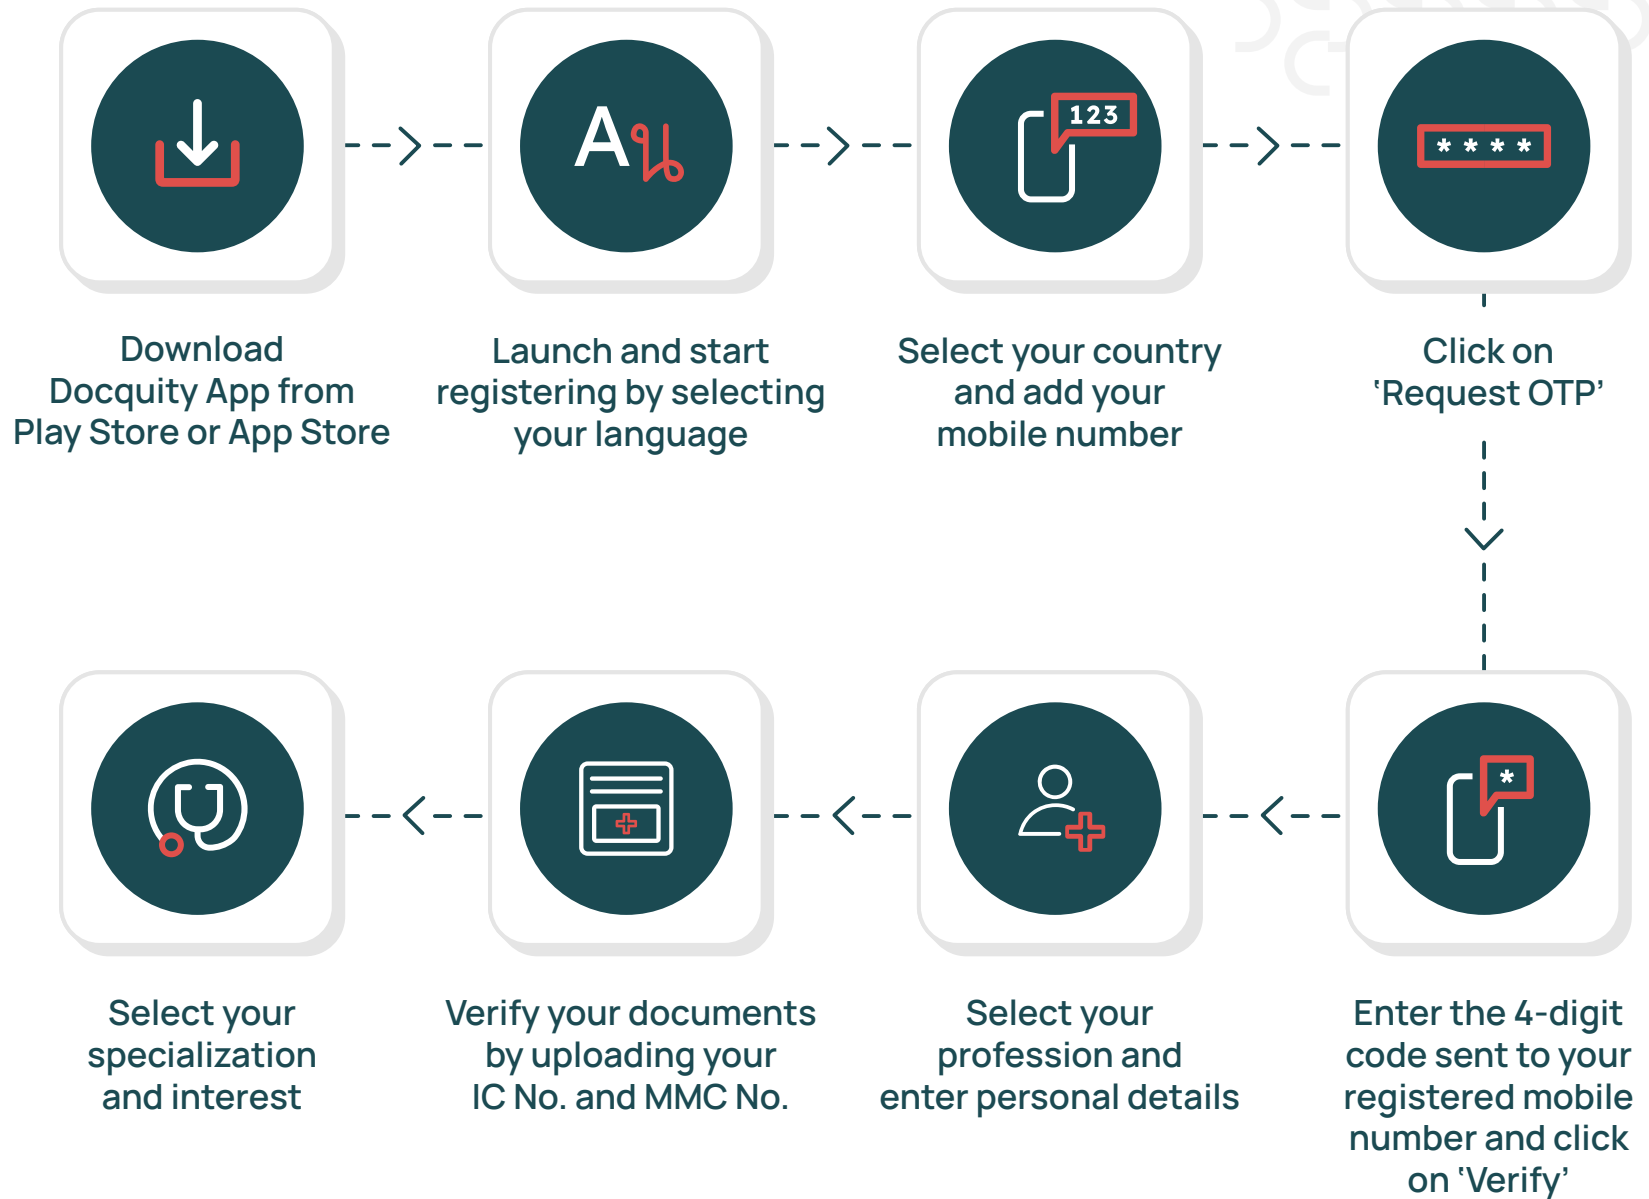 Download
Docquity App from
Play Store or App Store
A น
Launch and start
registering by selecting
your language
123
Select your country
and add your
mobile number
* * * *
Click on
‘Request OTP’
*
Enter the 4-digit
code sent to your
registered mobile
number and click
on ‘Verify’
Select your
profession and
enter personal details
Verify your documents
by uploading your
IC No. and MMC No.
Select your
specialization
and interest